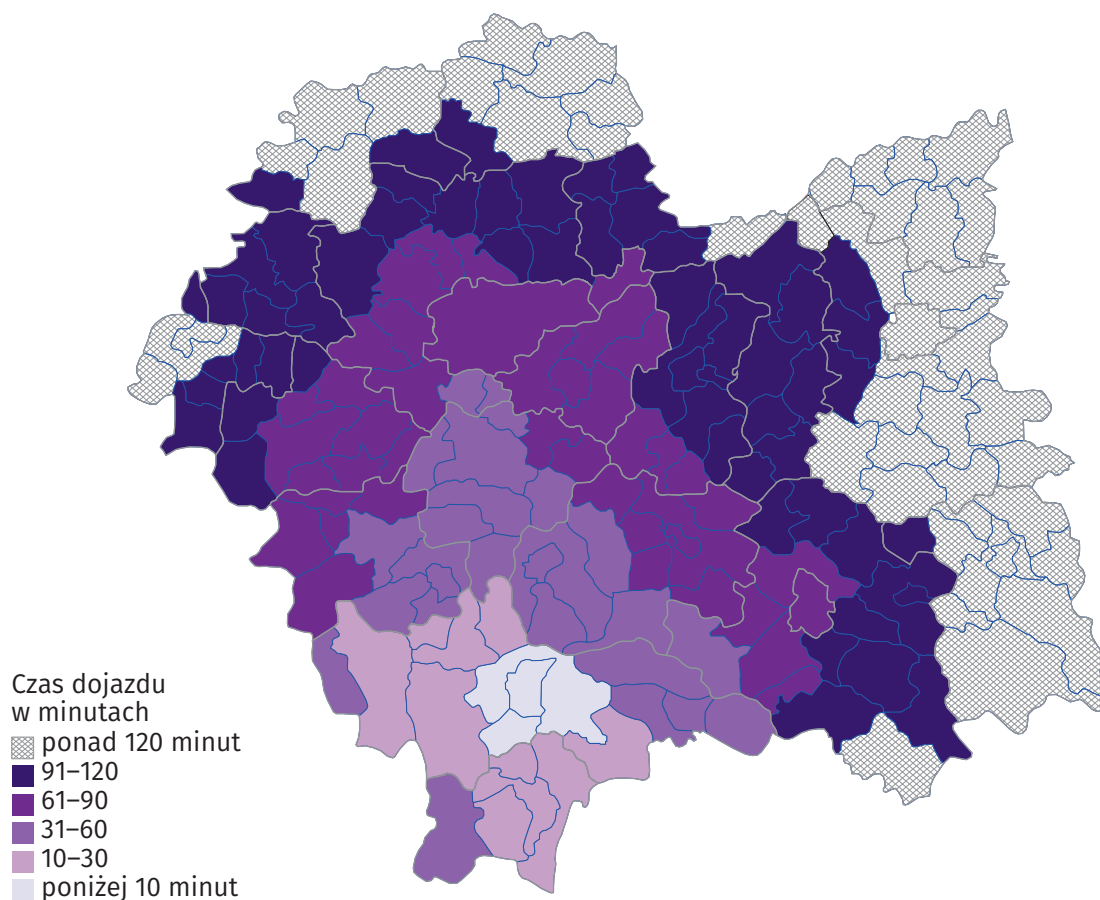 Czas dojazdu
w minutach
ponad 120 minut
91–120
61–90
31–60
10–30
poniżej 10 minut